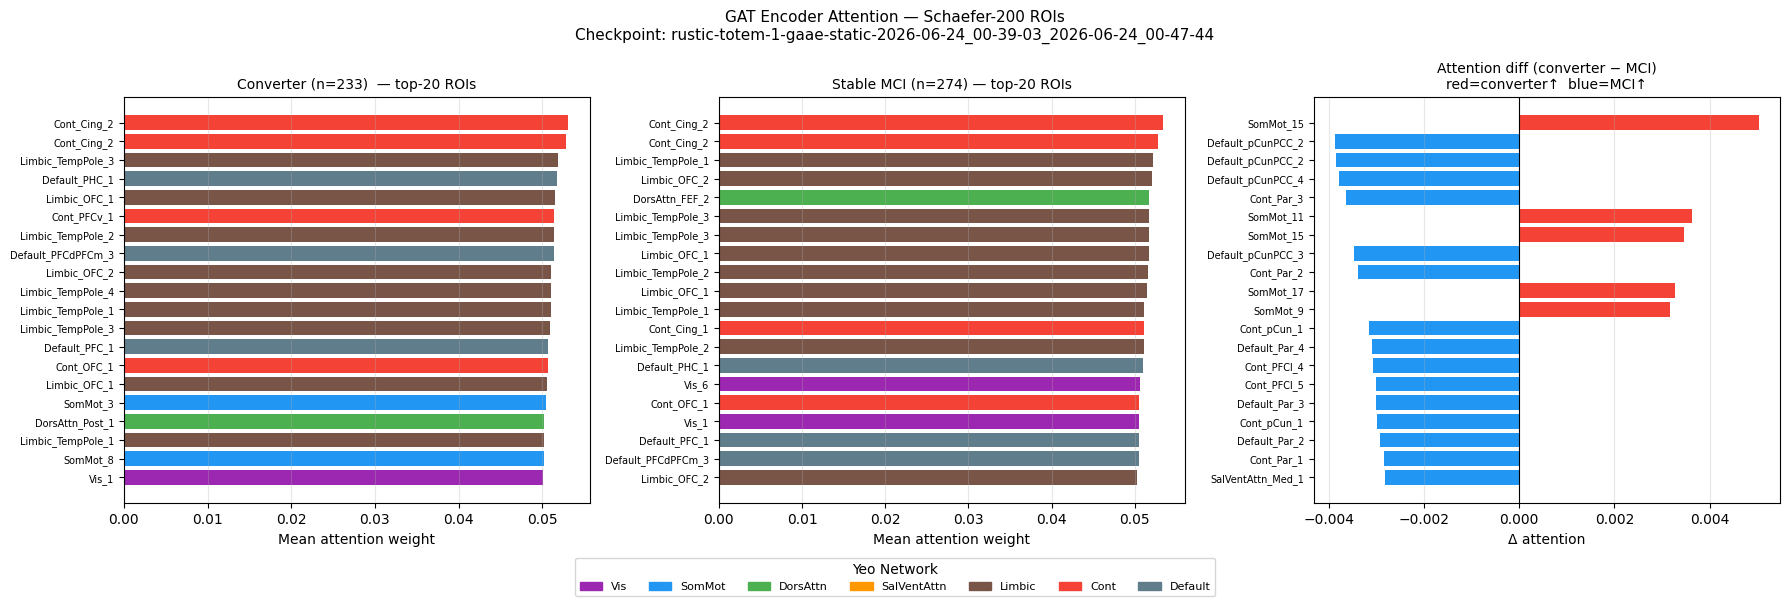 GAT Encoder Attention — Schaefer-200 ROIs
Checkpoint: rustic-totem-1-gaae-static-2026-06-24_00-39-03_2026-06-24_00-47-44
Converter (n=233)  — top-20 ROIs
Cont_Cing_2
Cont_Cing_2
Limbic_TempPole_3
Default_PHC_1
Limbic_OFC_1
Cont_PFCv_1
Limbic_TempPole_2
Default_PFCdPFCm_3
Limbic_OFC_2
Limbic_TempPole_4
Limbic_TempPole_1
Limbic_TempPole_3
Default_PFC_1
Cont_OFC_1
Limbic_OFC_1
SomMot_3
DorsAttn_Post_1
Limbic_TempPole_1
SomMot_8
Vis_1
0.00 0.01 0.02 0.03 0.04 0.05
Mean attention weight
Stable MCI (n=274) — top-20 ROIs
Cont_Cing_2
Cont_Cing_2
Limbic_TempPole_1
Limbic_OFC_2
DorsAttn_FEF_2
Limbic_TempPole_3
Limbic_TempPole_3
Limbic_OFC_1
Limbic_TempPole_2
Limbic_OFC_1
Limbic_TempPole_1
Cont_Cing_1
Limbic_TempPole_2
Default_PHC_1
Vis_6
Cont_OFC_1
Vis_1
Default_PFC_1
Default_PFCdPFCm_3
Limbic_OFC_2
0.00 0.01 0.02 0.03 0.04 0.05
Mean attention weight
Attention diff (converter − MCI)
red=converter↑  blue=MCI↑
SomMot_15
Default_pCunPCC_2
Default_pCunPCC_2
Default_pCunPCC_4
Cont_Par_3
SomMot_11
SomMot_15
Default_pCunPCC_3
Cont_Par_2
SomMot_17
SomMot_9
Cont_pCun_1
Default_Par_4
Cont_PFCl_4
Cont_PFCl_5
Default_Par_3
Cont_pCun_1
Default_Par_2
Cont_Par_1
SalVentAttn_Med_1
−0.004 −0.002 0.000 0.002 0.004
Δ attention
Yeo Network
Vis SomMot DorsAttn SalVentAttn Limbic Cont Default